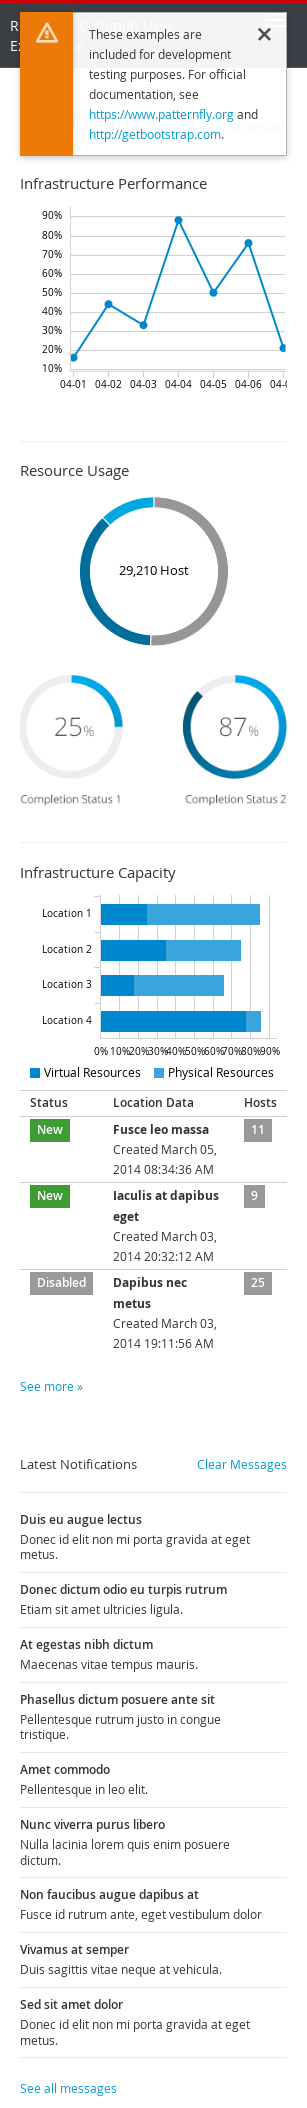 These examples are
included for development
testing purposes. For official
documentation, see
https://www.patternfly.org and
http://getbootstrap.com.
Infrastructure Performance
90%
80%
70%
60%
50%
40%
30%
20%
10%
04-01 04-02 04-03 04-04 04-05 04-06
Resource Usage
29,210 Host
25% 87%
Completion Status 1 Completion Status 2
Infrastructure Capacity
Location 1
Location 2
Location 3
Location 4
0% 10% 20% 30% 40% 50% 60% 70% 80% 90%
Virtual Resources Physical Resources
Status Location Data Hosts
New Fusce leo massa 11
Created March 05,
2014 08:34:36 AM
New Iaculis at dapibus 9
eget
Created March 03,
2014 20:32:12 AM
Disabled Dapibus nec 25
metus
Created March 03,
2014 19:11:56 AM
See more »
Latest Notifications Clear Messages
Duis eu augue lectus
Donec id elit non mi porta gravida at eget
metus.
Donec dictum odio eu turpis rutrum
Etiam sit amet ultricies ligula.
At egestas nibh dictum
Maecenas vitae tempus mauris.
Phasellus dictum posuere ante sit
Pellentesque rutrum justo in congue
tristique.
Amet commodo
Pellentesque in leo elit.
Nunc viverra purus libero
Nulla lacinia lorem quis enim posuere
dictum.
Non faucibus augue dapibus at
Fusce id rutrum ante, eget vestibulum dolor
Vivamus at semper
Duis sagittis vitae neque at vehicula.
Sed sit amet dolor
Donec id elit non mi porta gravida at eget
metus.
See all messages